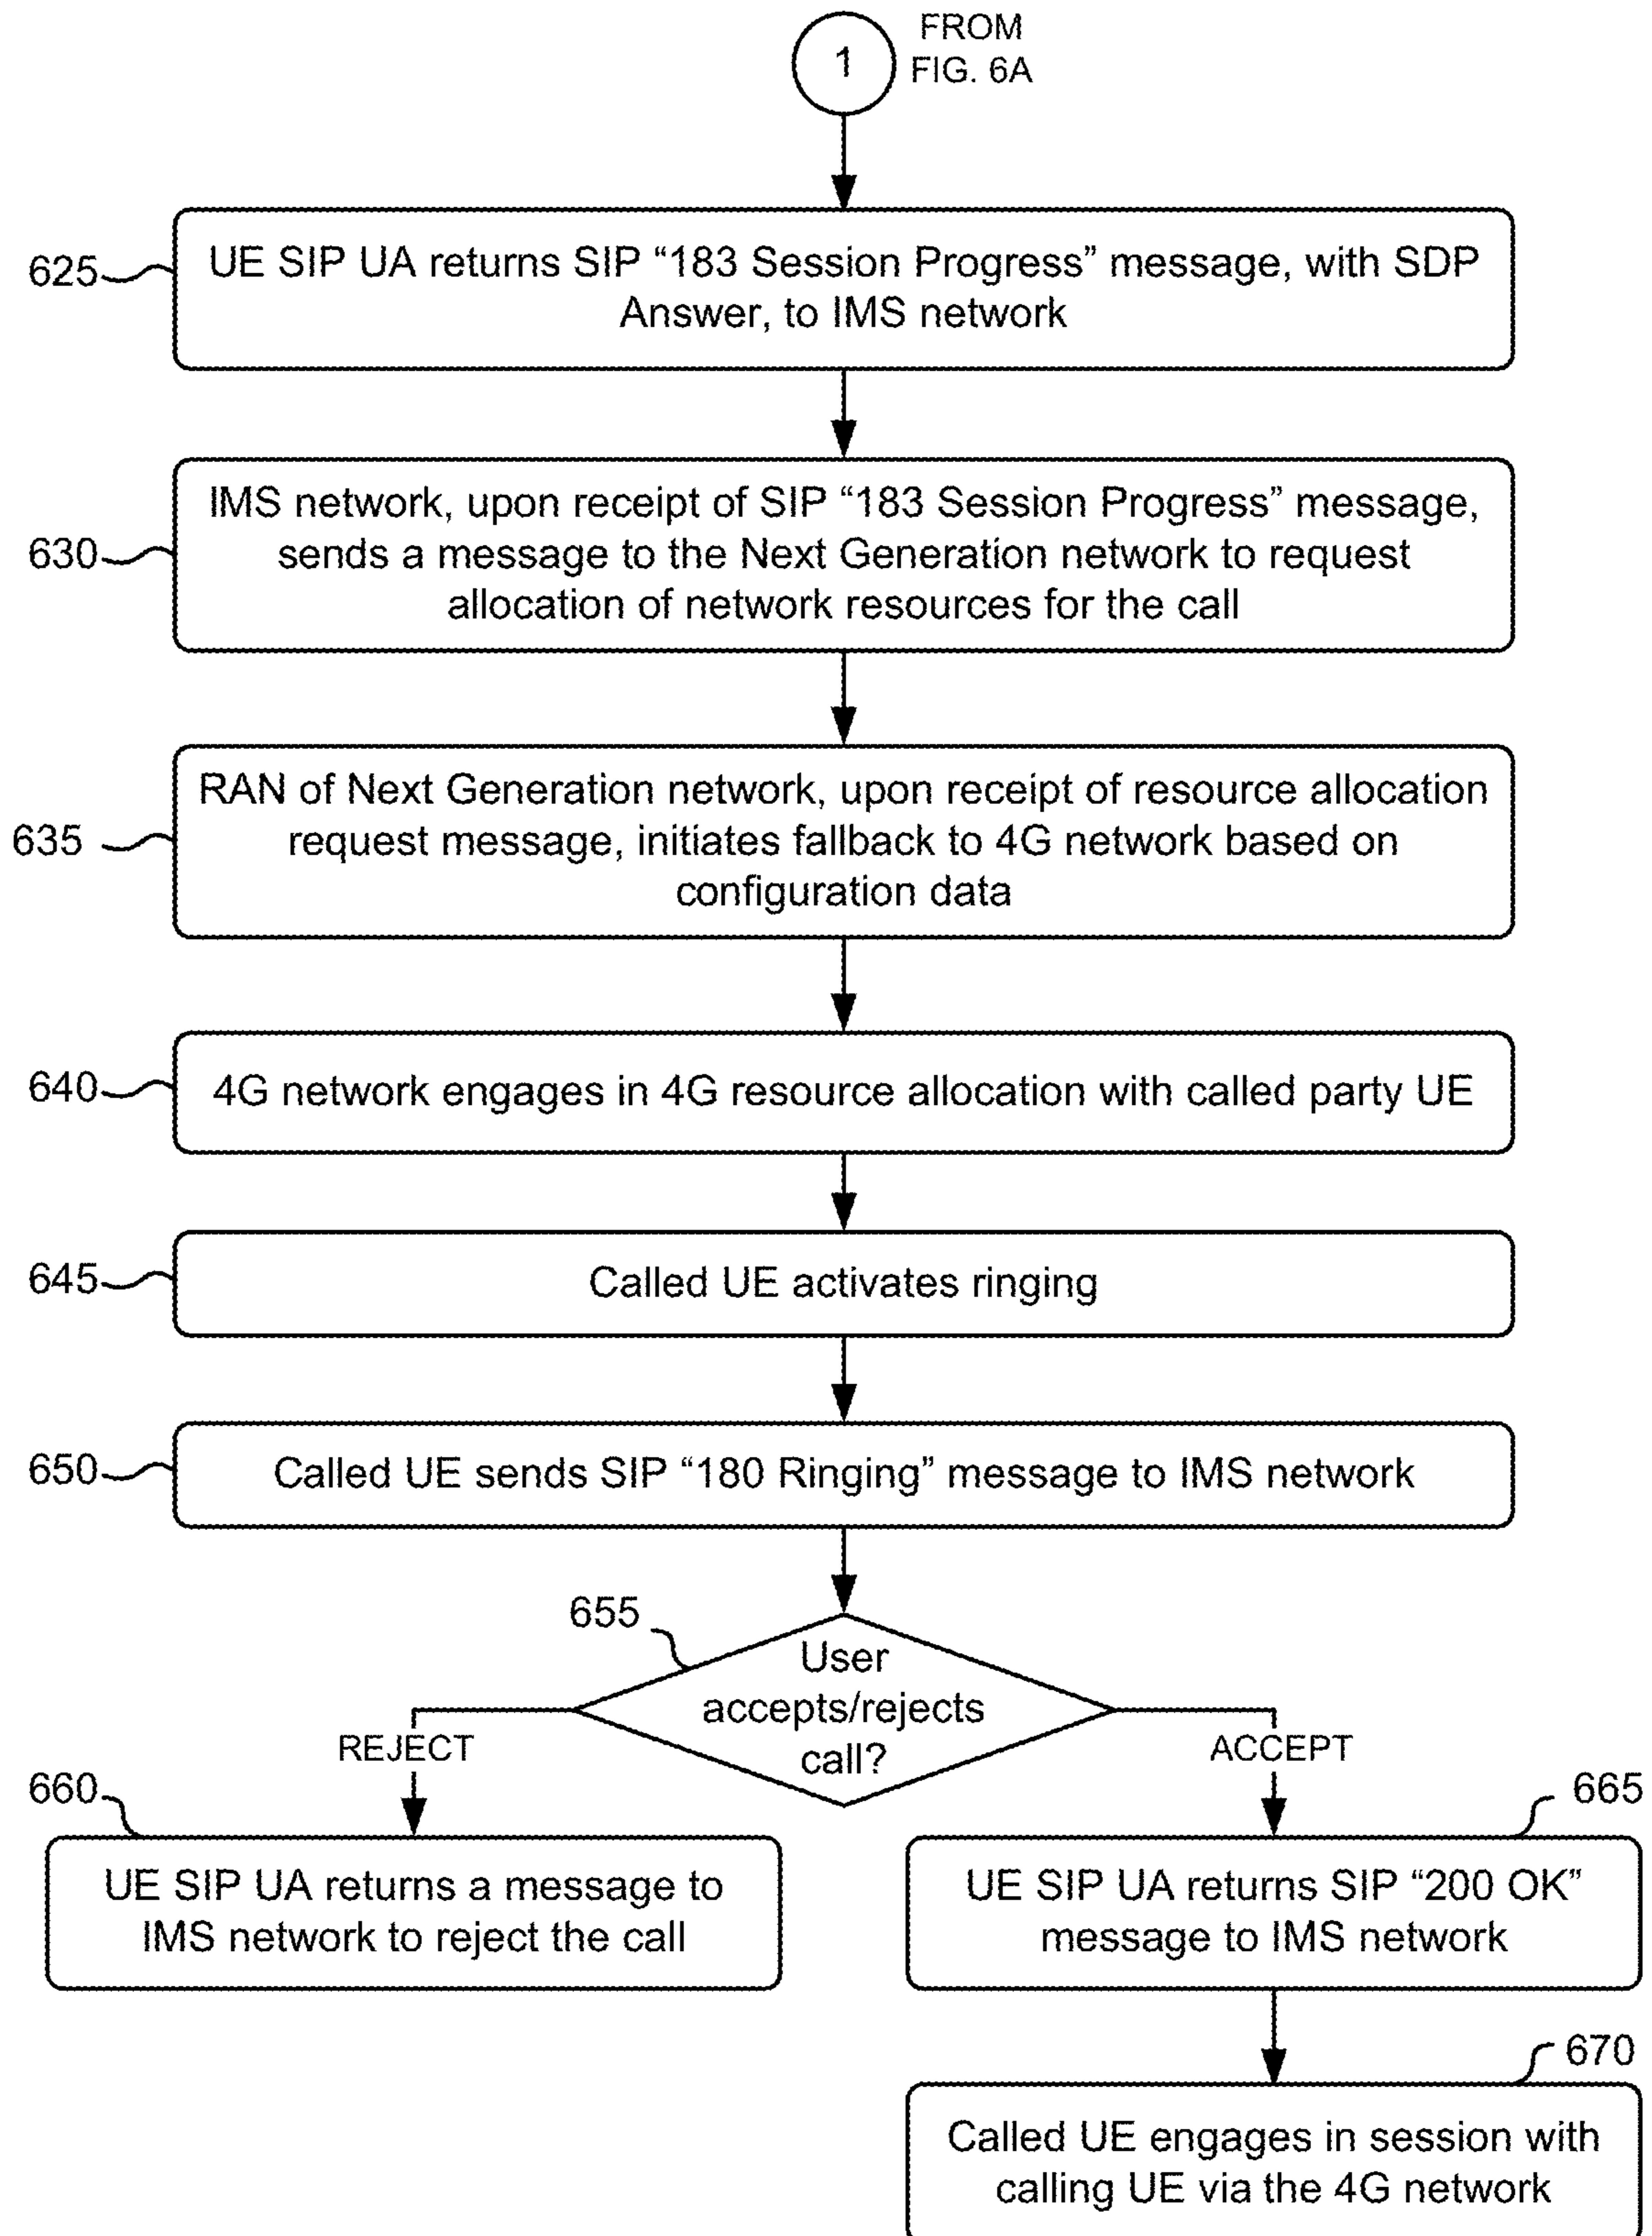 1
FROM
FIG. 6A
625
UE SIP UA returns SIP “183 Session Progress” message, with SDP
Answer, to IMS network
630
IMS network, upon receipt of SIP “183 Session Progress” message,
sends a message to the Next Generation network to request
allocation of network resources for the call
635
RAN of Next Generation network, upon receipt of resource allocation
request message, initiates fallback to 4G network based on
configuration data
640
4G network engages in 4G resource allocation with called party UE
645
Called UE activates ringing
650
Called UE sends SIP “180 Ringing” message to IMS network
655
User
accepts/rejects
call?
REJECT
ACCEPT
660
UE SIP UA returns a message to
IMS network to reject the call
665
UE SIP UA returns SIP “200 OK”
message to IMS network
670
Called UE engages in session with
calling UE via the 4G network